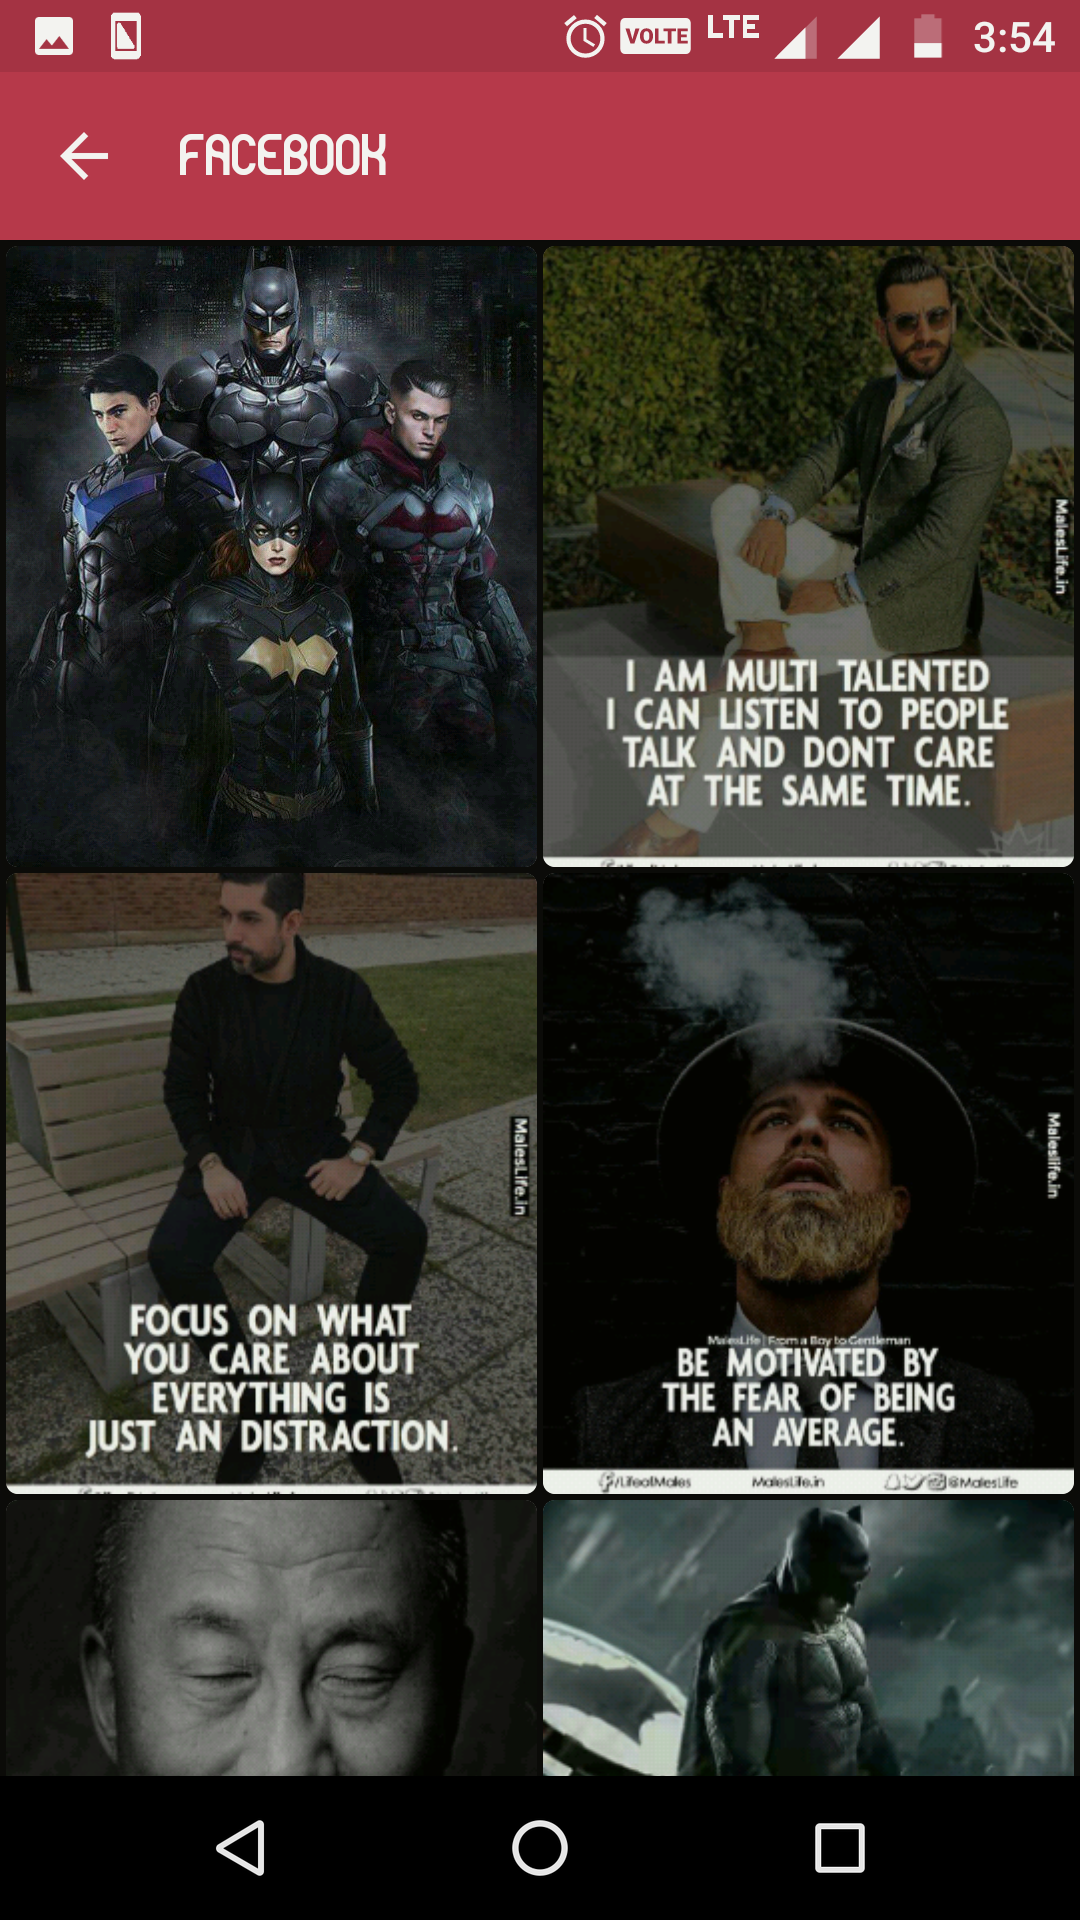 VOLTE LTE 3:54
FACEBOOK
MalesLife.in
I AM MULTI TALENTED
I CAN LISTEN TO PEOPLE
TALK AND DONT CARE
AT THE SAME TIME.
MalesLife.in
FOCUS ON WHAT
YOU CARE ABOUT
EVERYTHING IS
JUST AN DISTRACTION.
Maleslife.in
MalesLife | From a Boy to Gentleman
BE MOTIVATED BY
THE FEAR OF BEING
AN AVERAGE.
/LifeofMales MalesLife.in @MalesLife